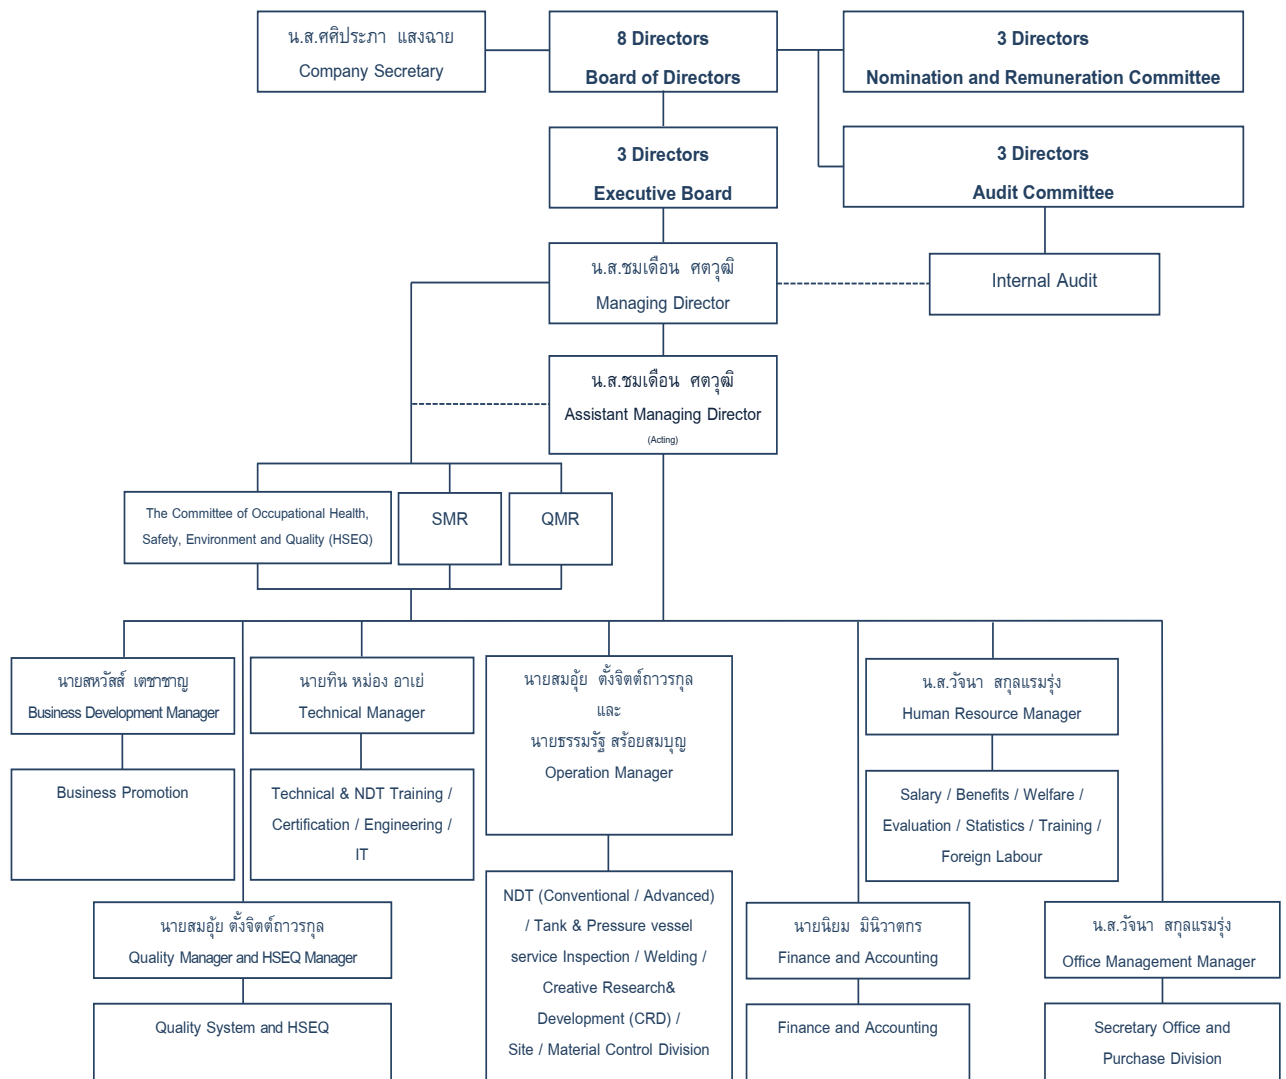 น.ส.ศศิประภา แสงฉาย
Company Secretary
8 Directors
Board of Directors
3 Directors
Nomination and Remuneration Committee
3 Directors
Executive Board
3 Directors
Audit Committee
น.ส.ชมเดือน ศตวุฒิ
Managing Director
Internal Audit
น.ส.ชมเดือน ศตวุฒิ
Assistant Managing Director
(Acting)
The Committee of Occupational Health,
Safety, Environment and Quality (HSEQ)
SMR
QMR
นายสหวัสส์ เตชาชาญ
Business Development Manager
นายทิน หม่อง อาเย่
Technical Manager
นายสมอุ้ย ตั้งจิตต์ถาวรกุล
และ
นายธรรมรัฐ สร้อยสมบุญ
Operation Manager
น.ส.วัจนา สกุลแรมรุ่ง
Human Resource Manager
Business Promotion
Technical & NDT Training /
Certification / Engineering /
IT
Salary / Benefits / Welfare /
Evaluation / Statistics / Training /
Foreign Labour
NDT (Conventional / Advanced)
/ Tank & Pressure vessel
service Inspection / Welding /
Creative Research&
Development (CRD) /
Site / Material Control Division
นายสมอุ้ย ตั้งจิตต์ถาวรกุล
Quality Manager and HSEQ Manager
นายนิยม มินิวาตกร
Finance and Accounting
น.ส.วัจนา สกุลแรมรุ่ง
Office Management Manager
Quality System and HSEQ
Finance and Accounting
Secretary Office and
Purchase Division